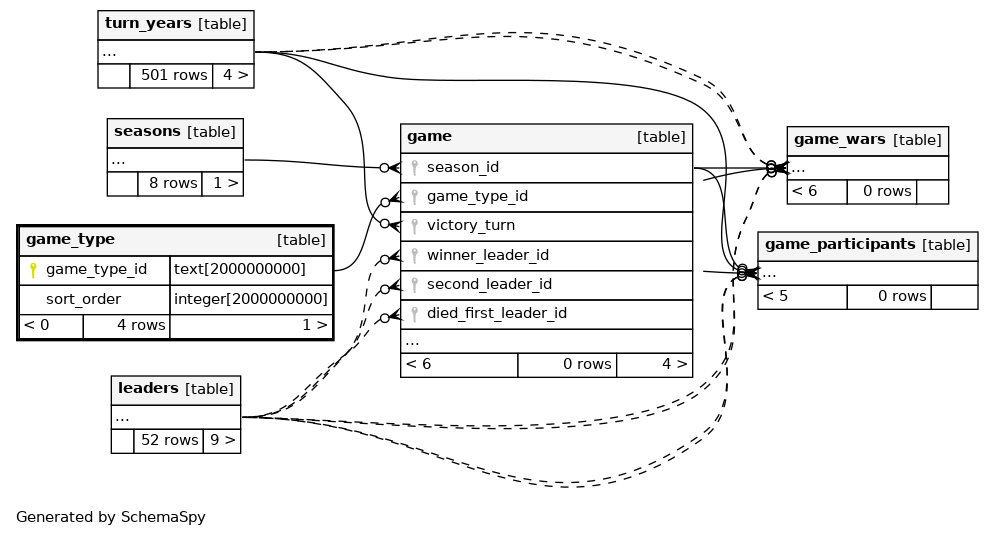 turn_years [table]
...
501 rows 4 >
seasons [table]
...
8 rows 1 >
game_type [table]
game_type_id text[2000000000]
sort_order integer[2000000000]
< 0 4 rows 1 >
leaders [table]
...
52 rows 9 >
game [table]
season_id
game_type_id
victory_turn
winner_leader_id
second_leader_id
died_first_leader_id
...
< 6 0 rows 4 >
game_wars [table]
...
< 6 0 rows
game_participants [table]
...
< 5 0 rows
Generated by SchemaSpy